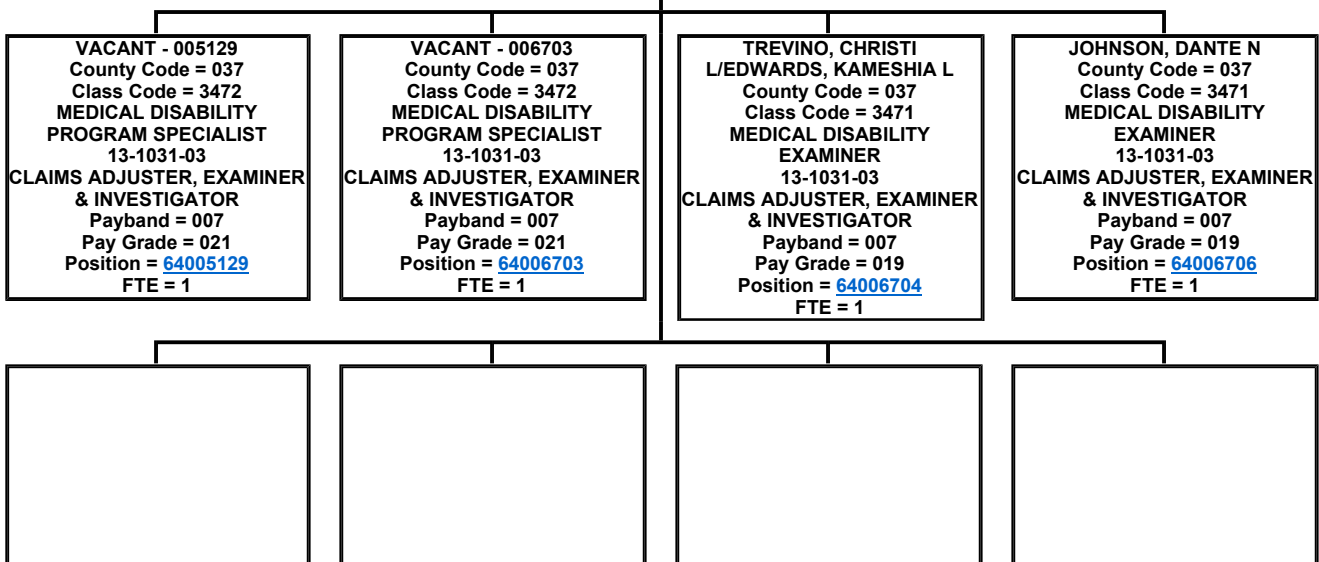 VACANT - 005129
County Code = 037
Class Code = 3472
MEDICAL DISABILITY
PROGRAM SPECIALIST
13-1031-03
CLAIMS ADJUSTER, EXAMINER
& INVESTIGATOR
Payband = 007
Pay Grade = 021
Position = 64005129
FTE = 1
VACANT - 006703
County Code = 037
Class Code = 3472
MEDICAL DISABILITY
PROGRAM SPECIALIST
13-1031-03
CLAIMS ADJUSTER, EXAMINER
& INVESTIGATOR
Payband = 007
Pay Grade = 021
Position = 64006703
FTE = 1
TREVINO, CHRISTI
L/EDWARDS, KAMESHIA L
County Code = 037
Class Code = 3471
MEDICAL DISABILITY
EXAMINER
13-1031-03
CLAIMS ADJUSTER, EXAMINER
& INVESTIGATOR
Payband = 007
Pay Grade = 019
Position = 64006704
FTE = 1
JOHNSON, DANTE N
County Code = 037
Class Code = 3471
MEDICAL DISABILITY
EXAMINER
13-1031-03
CLAIMS ADJUSTER, EXAMINER
& INVESTIGATOR
Payband = 007
Pay Grade = 019
Position = 64006706
FTE = 1